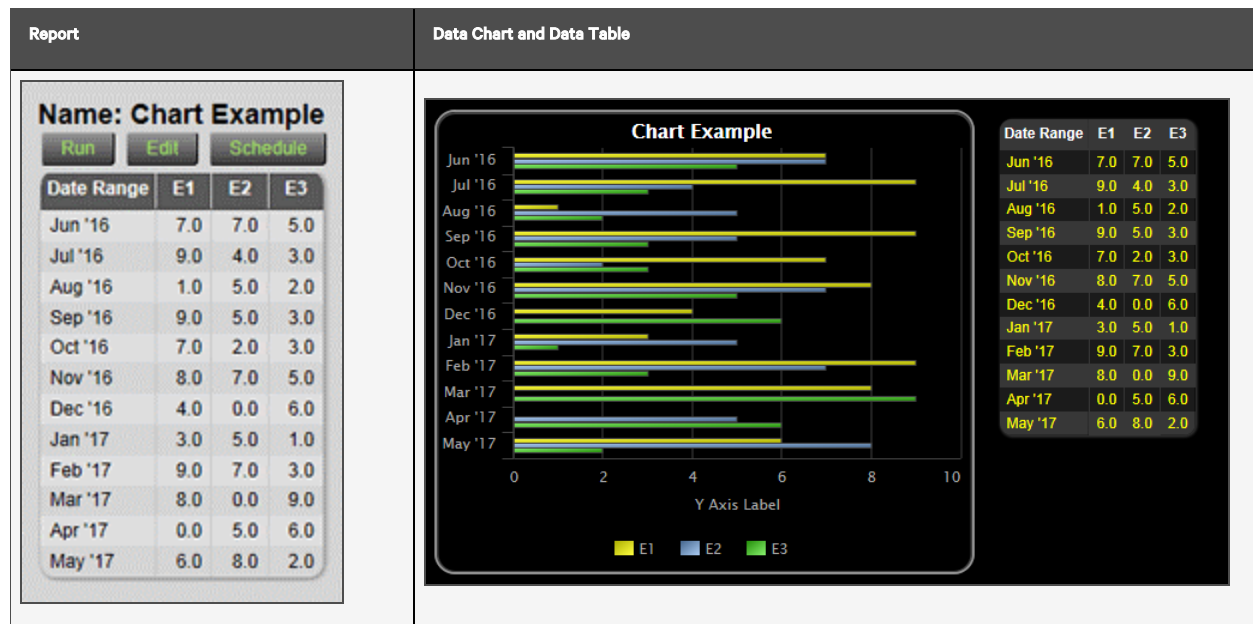 Report
Data Chart and Data Table
Name: Chart Example
Run Edit Schedule
Date Range E1 E2 E3
Jun '16 7.0 7.0 5.0
Jul '16 9.0 4.0 3.0
Aug '16 1.0 5.0 2.0
Sep '16 9.0 5.0 3.0
Oct '16 7.0 2.0 3.0
Nov '16 8.0 7.0 5.0
Dec '16 4.0 0.0 6.0
Jan '17 3.0 5.0 1.0
Feb '17 9.0 7.0 3.0
Mar '17 8.0 0.0 9.0
Apr '17 0.0 5.0 6.0
May '17 6.0 8.0 2.0
Chart Example
Jun '16
Jul '16
Aug '16
Sep '16
Oct '16
Nov '16
Dec '16
Jan '17
Feb '17
Mar '17
Apr '17
May '17
0 2 4 6 8 10
Y Axis Label
E1 E2 E3
Date Range E1 E2 E3
Jun '16 7.0 7.0 5.0
Jul '16 9.0 4.0 3.0
Aug '16 1.0 5.0 2.0
Sep '16 9.0 5.0 3.0
Oct '16 7.0 2.0 3.0
Nov '16 8.0 7.0 5.0
Dec '16 4.0 0.0 6.0
Jan '17 3.0 5.0 1.0
Feb '17 9.0 7.0 3.0
Mar '17 8.0 0.0 9.0
Apr '17 0.0 5.0 6.0
May '17 6.0 8.0 2.0